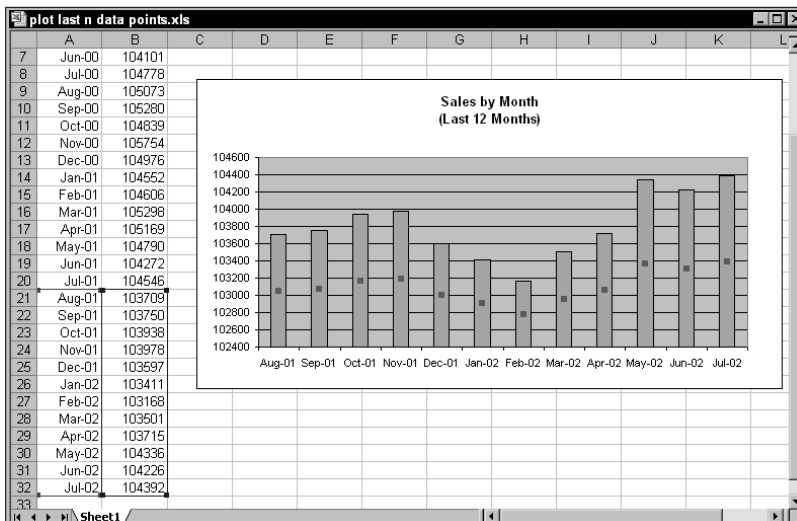 plot last n data points.xls
A B C D E F G H I J K L
7 Jun-00 104101
8 Jul-00 104778
9 Aug-00 105073
10 Sep-00 105280
11 Oct-00 104839
12 Nov-00 105754
13 Dec-00 104976
14 Jan-01 104552
15 Feb-01 104606
16 Mar-01 105298
17 Apr-01 105169
18 May-01 104790
19 Jun-01 104272
20 Jul-01 104546
21 Aug-01 103709
22 Sep-01 103750
23 Oct-01 103938
24 Nov-01 103978
25 Dec-01 103597
26 Jan-02 103411
27 Feb-02 103168
28 Mar-02 103501
29 Apr-02 103715
30 May-02 104336
31 Jun-02 104226
32 Jul-02 104392
33
Sales by Month
(Last 12 Months)
104600
104400
104200
104000
103800
103600
103400
103200
103000
102800
102600
102400
Aug-01 Sep-01 Oct-01 Nov-01 Dec-01 Jan-02 Feb-02 Mar-02 Apr-02 May-02 Jun-02 Jul-02
Sheet1